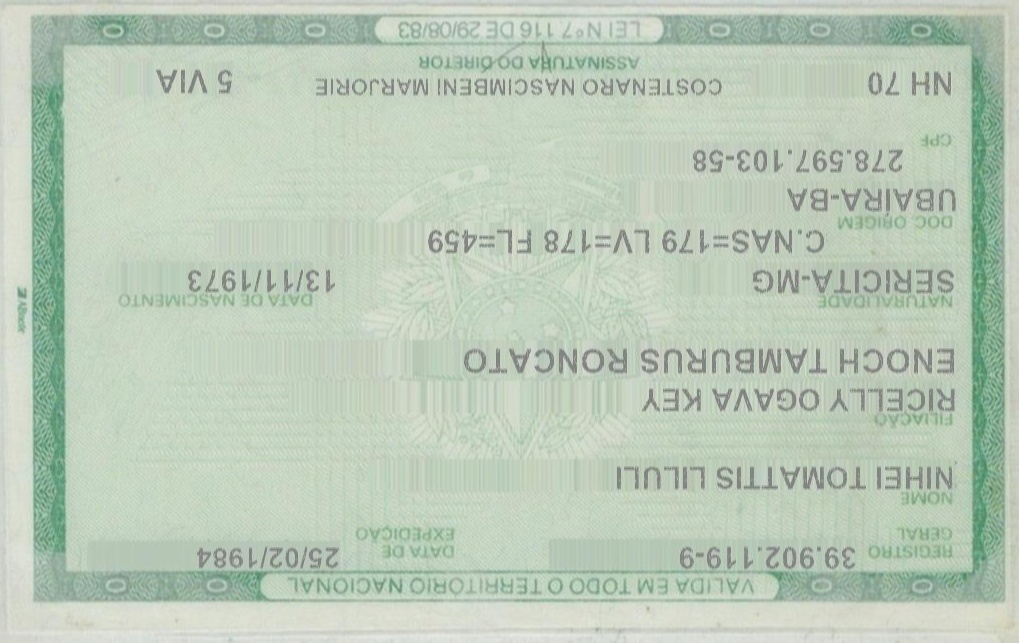 VALIDA EM TODO O TERRITÓRIO NACIONAL
REGISTRO GERAL 39.902.119-9 DATA DE EXPEDIÇÃO 25/02/1984
NOME
NIHEI TOMATTIS LILULI
FILIAÇÃO
RICELLY OGAVA KEY
ENOCH TAMBURUS RONCATO
NATURALIDADE DATA DE NASCIMENTO
SERICITA-MG 13/11/1973
DOC. ORIGEM C.NAS=179 LV=178 FL=459
UBAIRA-BA
278.597.103-58
CPF
NH 70 COSTENARO NASCIMBENI MARJORIE 5 VIA
ASSINATURA DO DIRETOR
LEI Nº 7.116 DE 29/08/83